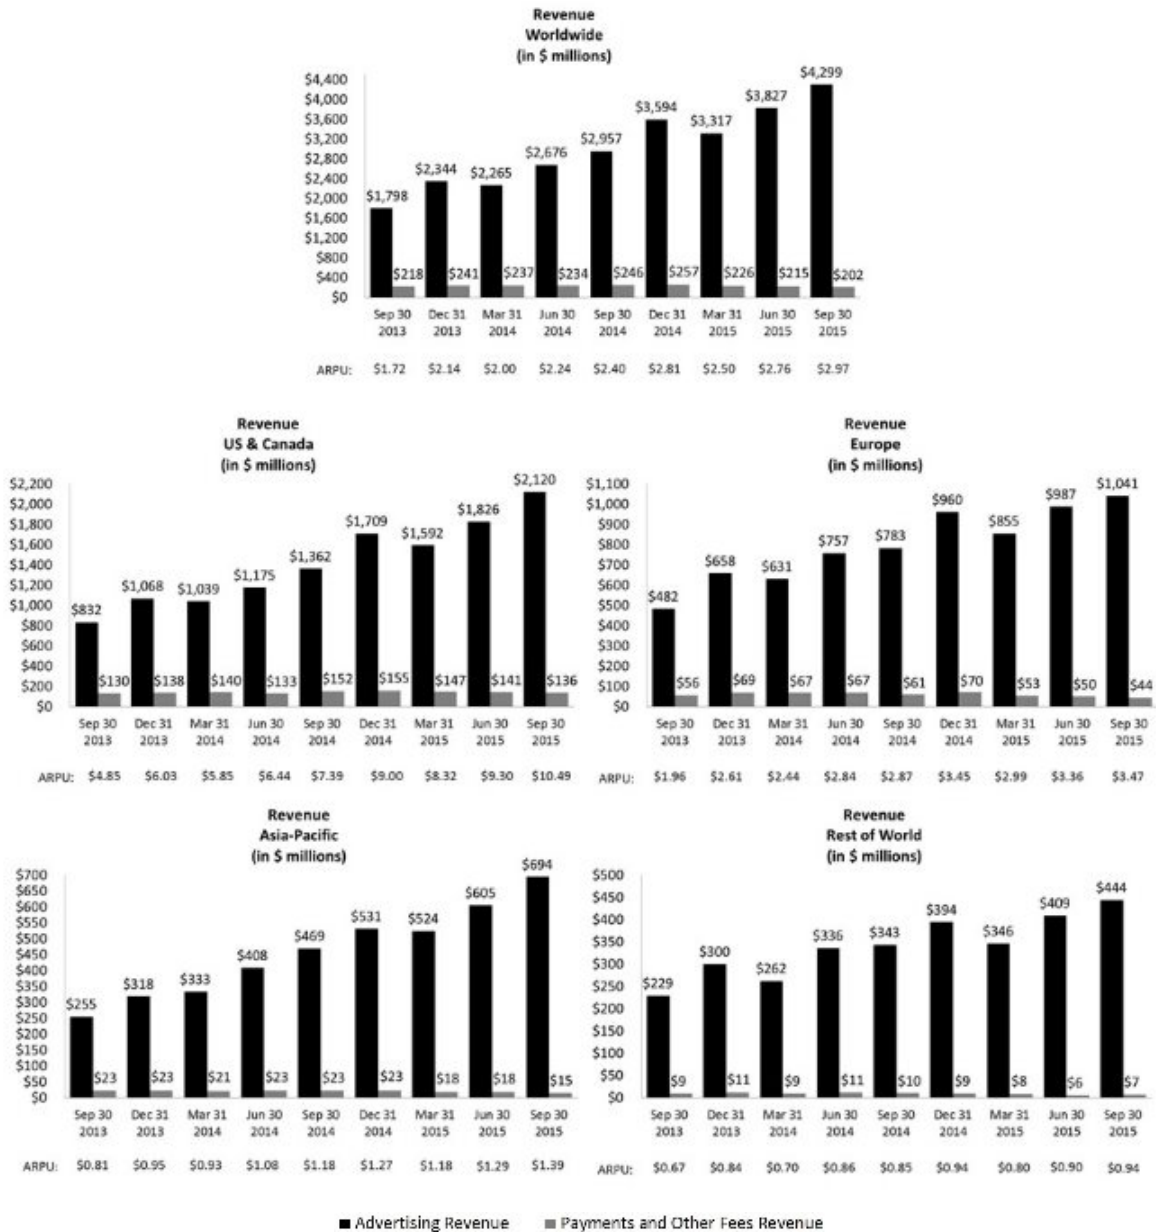 Revenue
Worldwide
(in $ millions)
$4,400
$4,000
$3,600
$3,200
$2,800
$2,400
$2,000
$1,600
$1,200
$800
$400
$0
$1,798 $2,344 $2,265 $2,676 $2,957 $3,594 $3,317 $3,827 $4,299
$218 $241 $237 $234 $246 $257 $226 $215 $202
Sep 30 Dec 31 Mar 31 Jun 30 Sep 30 Dec 31 Mar 31 Jun 30 Sep 30
2013 2013 2014 2014 2014 2014 2015 2015 2015
ARPU: $1.72 $2.14 $2.00 $2.24 $2.40 $2.81 $2.50 $2.76 $2.97
Revenue
US & Canada
(in $ millions)
$2,200
$2,000
$1,800
$1,600
$1,400
$1,200
$1,000
$800
$600
$400
$200
$0
$832 $1,068 $1,039 $1,175 $1,362 $1,709 $1,592 $1,826 $2,120
$130 $138 $140 $133 $152 $155 $147 $141 $136
Sep 30 Dec 31 Mar 31 Jun 30 Sep 30 Dec 31 Mar 31 Jun 30 Sep 30
2013 2013 2014 2014 2014 2014 2015 2015 2015
ARPU: $4.85 $6.03 $5.85 $6.44 $7.39 $9.00 $8.32 $9.30 $10.49
Revenue
Europe
(in $ millions)
$1,100
$1,000
$900
$800
$700
$600
$500
$400
$300
$200
$100
$0
$482 $658 $631 $757 $783 $960 $855 $987 $1,041
$56 $69 $67 $67 $61 $70 $53 $50 $44
Sep 30 Dec 31 Mar 31 Jun 30 Sep 30 Dec 31 Mar 31 Jun 30 Sep 30
2013 2013 2014 2014 2014 2014 2015 2015 2015
ARPU: $1.96 $2.61 $2.44 $2.84 $2.87 $3.45 $2.99 $3.36 $3.47
Revenue
Asia-Pacific
(in $ millions)
$700
$650
$600
$550
$500
$450
$400
$350
$300
$250
$200
$150
$100
$50
$0
$255 $318 $333 $408 $469 $531 $524 $605 $694
$23 $23 $21 $23 $23 $23 $18 $18 $15
Sep 30 Dec 31 Mar 31 Jun 30 Sep 30 Dec 31 Mar 31 Jun 30 Sep 30
2013 2013 2014 2014 2014 2014 2015 2015 2015
ARPU: $0.81 $0.95 $0.93 $1.08 $1.18 $1.27 $1.18 $1.29 $1.39
Revenue
Rest of World
(in $ millions)
$500
$450
$400
$350
$300
$250
$200
$150
$100
$50
$0
$229 $300 $262 $336 $343 $394 $346 $409 $444
$9 $11 $9 $11 $10 $9 $8 $6 $7
Sep 30 Dec 31 Mar 31 Jun 30 Sep 30 Dec 31 Mar 31 Jun 30 Sep 30
2013 2013 2014 2014 2014 2014 2015 2015 2015
ARPU: $0.67 $0.84 $0.70 $0.86 $0.85 $0.94 $0.80 $0.90 $0.94
Advertising Revenue Payments and Other Fees Revenue